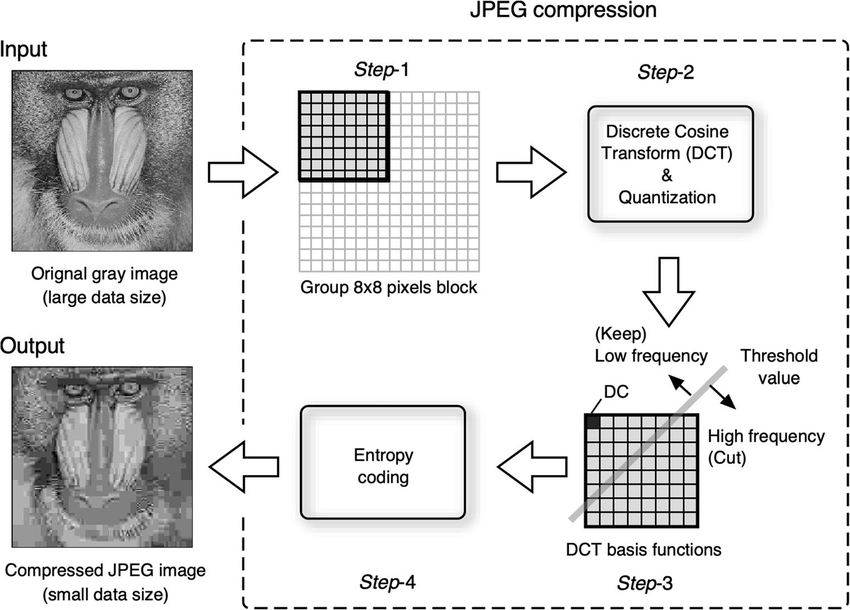 JPEG compression
Input
Step-1
Step-2
Discrete Cosine
Transform (DCT)
&
Quantization
Orignal gray image
(large data size)
Group 8x8 pixels block
Output
(Keep)
Low frequency
Threshold
value
DC
High frequency
(Cut)
Entropy
coding
DCT basis functions
Compressed JPEG image
(small data size)
Step-4
Step-3